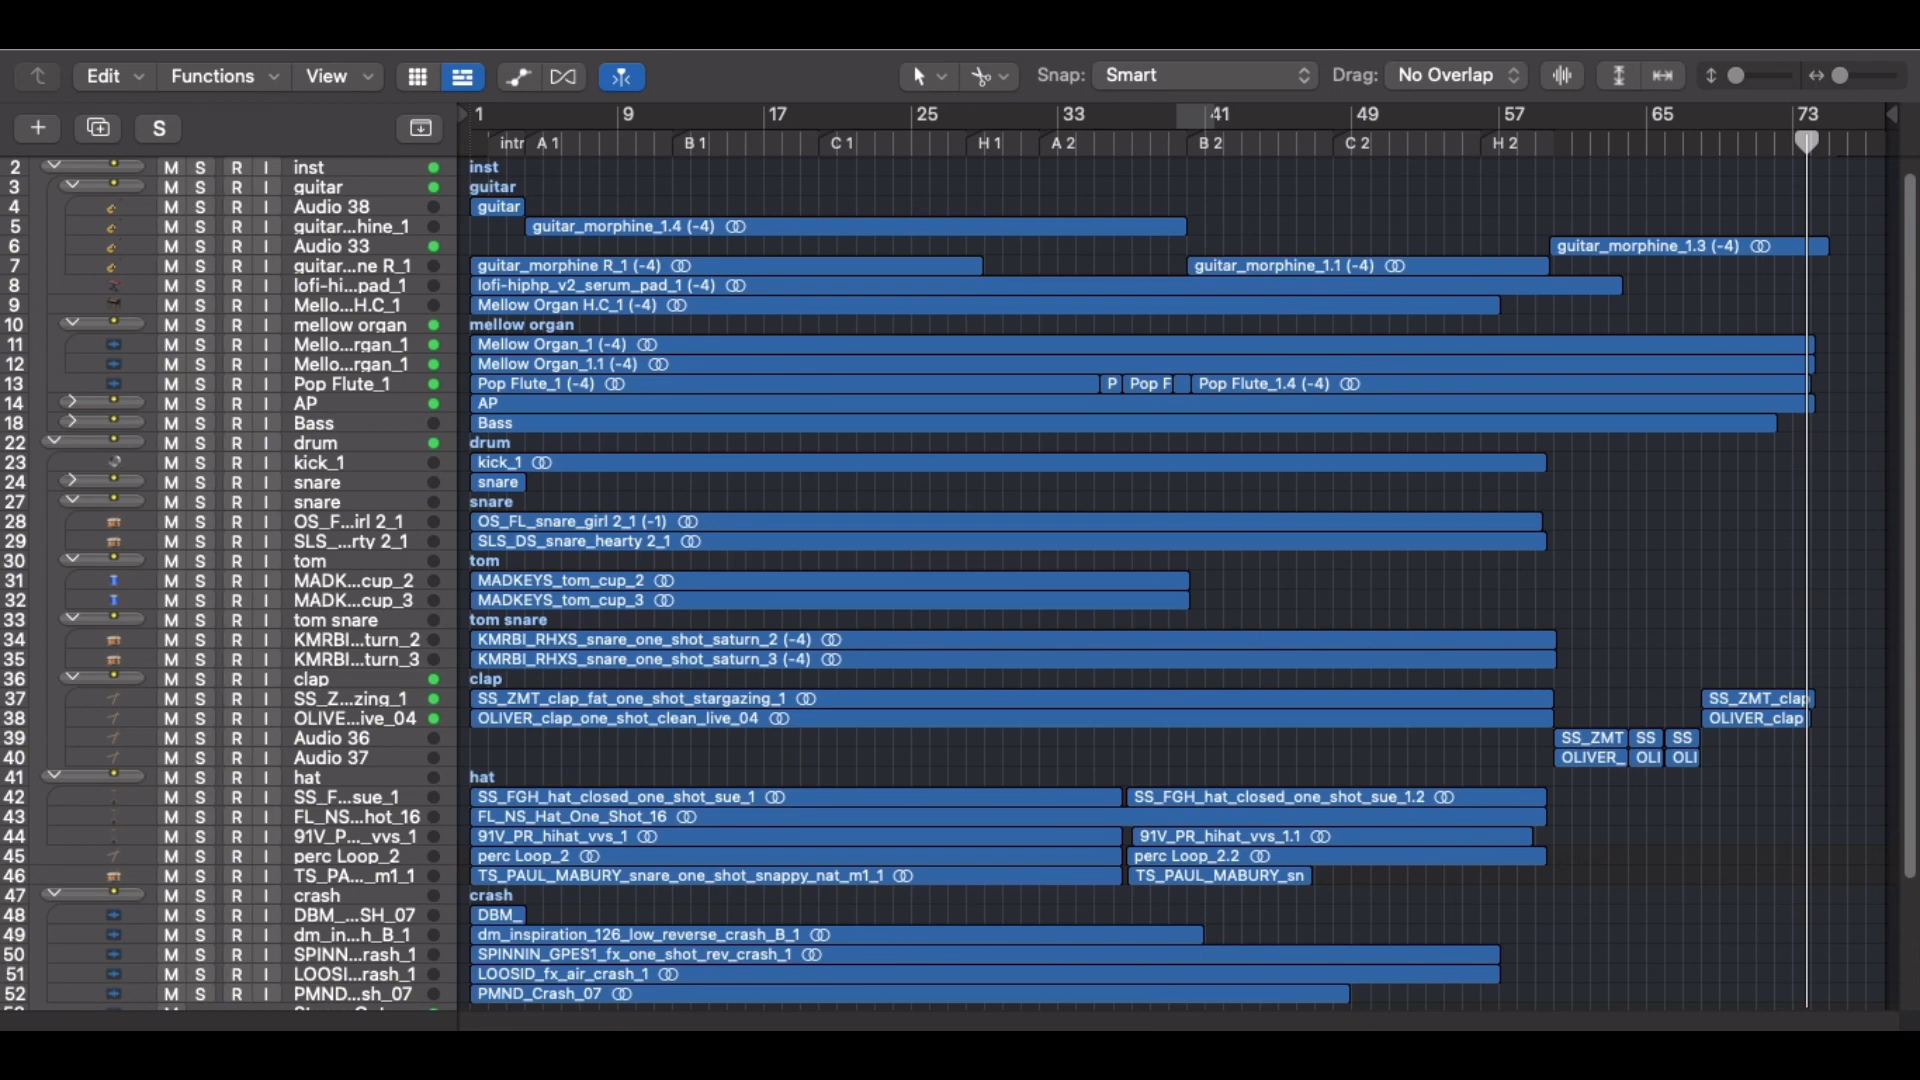 Edit Functions View Snap: Smart Drag: No Overlap
S 1 9 17 25 33 41 49 57 65 73
intr A 1 B 1 C 1 H 1 A 2 B 2 C 2 H 2
2 M S R I inst inst
3 M S R I guitar guitar
4 M S R I Audio 38 guitar
5 M S R I guitar...hine_1 guitar_morphine_1.4 (-4)
6 M S R I Audio 33 guitar_morphine_1.3 (-4)
7 M S R I guitar...ne R_1 guitar_morphine R_1 (-4) guitar_morphine_1.1 (-4)
8 M S R I lofi-hi...pad_1 lofi-hiphp_v2_serum_pad_1 (-4)
9 M S R I Mello...H.C_1 Mellow Organ H.C_1 (-4)
10 M S R I mellow organ mellow organ
11 M S R I Mello...rgan_1 Mellow Organ_1 (-4)
12 M S R I Mello...rgan_1 Mellow Organ_1.1 (-4)
13 M S R I Pop Flute_1 Pop Flute_1 (-4) P Pop F Pop Flute_1.4 (-4)
14 M S R I AP AP
18 M S R I Bass Bass
22 M S R I drum drum
23 M S R I kick_1 kick_1
24 M S R I snare snare
27 M S R I snare snare
28 M S R I OS_F...irl 2_1 OS_FL_snare_girl 2_1 (-1)
29 M S R I SLS_...rty 2_1 SLS_DS_snare_hearty 2_1
30 M S R I tom tom
31 M S R I MADK...cup_2 MADKEYS_tom_cup_2
32 M S R I MADK...cup_3 MADKEYS_tom_cup_3
33 M S R I tom snare tom snare
34 M S R I KMRBI...turn_2 KMRBI_RHXS_snare_one_shot_saturn_2 (-4)
35 M S R I KMRBI...turn_3 KMRBI_RHXS_snare_one_shot_saturn_3 (-4)
36 M S R I clap clap
37 M S R I SS_Z...zing_1 SS_ZMT_clap_fat_one_shot_stargazing_1 SS_ZMT_clap
38 M S R I OLIVE...ive_04 OLIVER_clap_one_shot_clean_live_04 OLIVER_clap
39 M S R I Audio 36 SS_ZMT SS SS
40 M S R I Audio 37 OLIVER_ OLI OLI
41 M S R I hat hat
42 M S R I SS_F...sue_1 SS_FGH_hat_closed_one_shot_sue_1 SS_FGH_hat_closed_one_shot_sue_1.2
43 M S R I FL_NS...hot_16 FL_NS_Hat_One_Shot_16
44 M S R I 91V_P..._vvs_1 91V_PR_hihat_vvs_1 91V_PR_hihat_vvs_1.1
45 M S R I perc Loop_2 perc Loop_2 perc Loop_2.2
46 M S R I TS_PA..._m1_1 TS_PAUL_MABURY_snare_one_shot_snappy_nat_m1_1 TS_PAUL_MABURY_sn
47 M S R I crash crash
48 M S R I DBM_...SH_07 DBM_
49 M S R I dm_in...h_B_1 dm_inspiration_126_low_reverse_crash_B_1
50 M S R I SPINN...rash_1 SPINNIN_GPES1_fx_one_shot_rev_crash_1
51 M S R I LOOSI...rash_1 LOOSID_fx_air_crash_1
52 M S R I PMND...sh_07 PMND_Crash_07